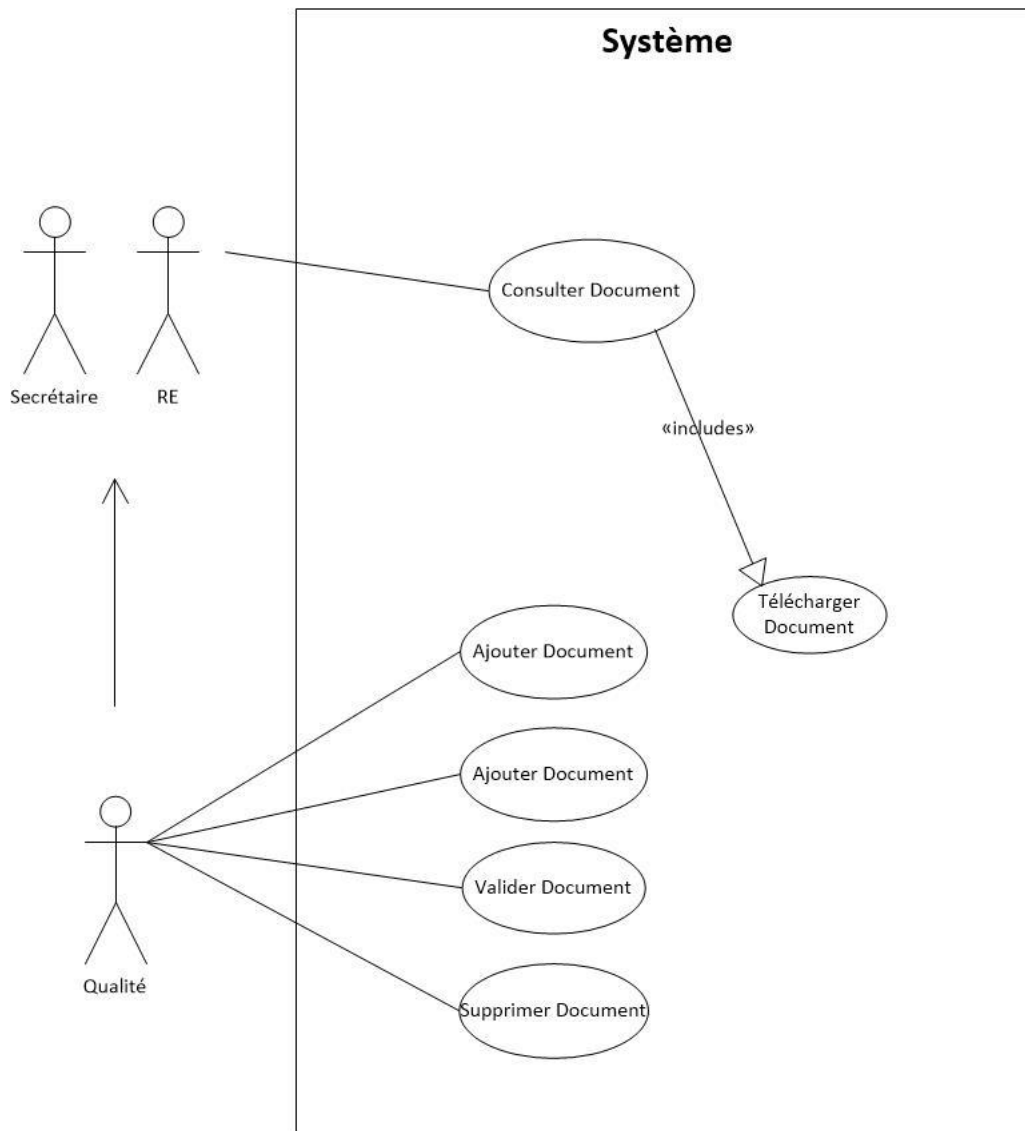 Système
Consulter Document
Secrétaire
RE
«includes»
Télécharger
Document
Ajouter Document
Ajouter Document
Valider Document
Qualité
Supprimer Document